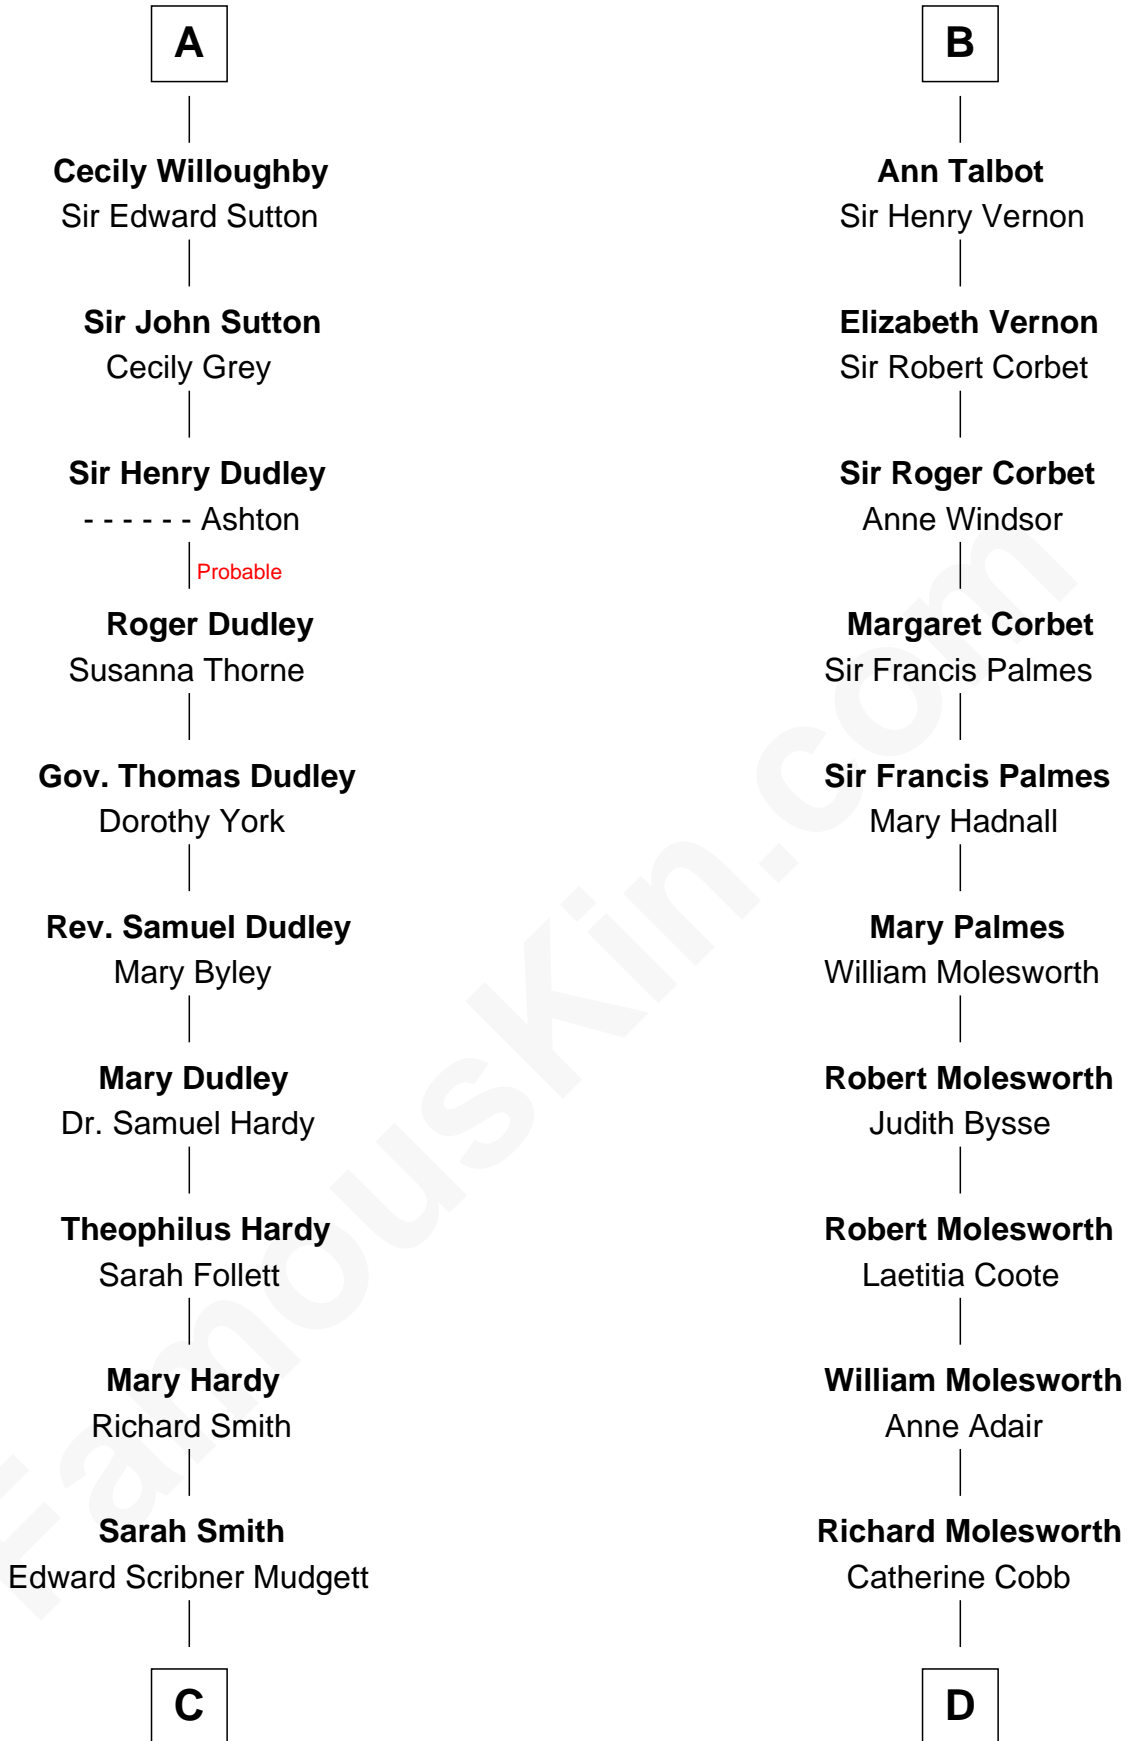 A
Cecily Willoughby
Sir Edward Sutton
Sir John Sutton
Cecily Grey
Sir Henry Dudley
- - - - - - Ashton
Probable
Roger Dudley
Susanna Thorne
Gov. Thomas Dudley
Dorothy York
Rev. Samuel Dudley
Mary Byley
Mary Dudley
Dr. Samuel Hardy
Theophilus Hardy
Sarah Follett
Mary Hardy
Richard Smith
Sarah Smith
Edward Scribner Mudgett
C
B
Ann Talbot
Sir Henry Vernon
Elizabeth Vernon
Sir Robert Corbet
Sir Roger Corbet
Anne Windsor
Margaret Corbet
Sir Francis Palmes
Sir Francis Palmes
Mary Hadnall
Mary Palmes
William Molesworth
Robert Molesworth
Judith Bysse
Robert Molesworth
Laetitia Coote
William Molesworth
Anne Adair
Richard Molesworth
Catherine Cobb
D
FamousKin.com